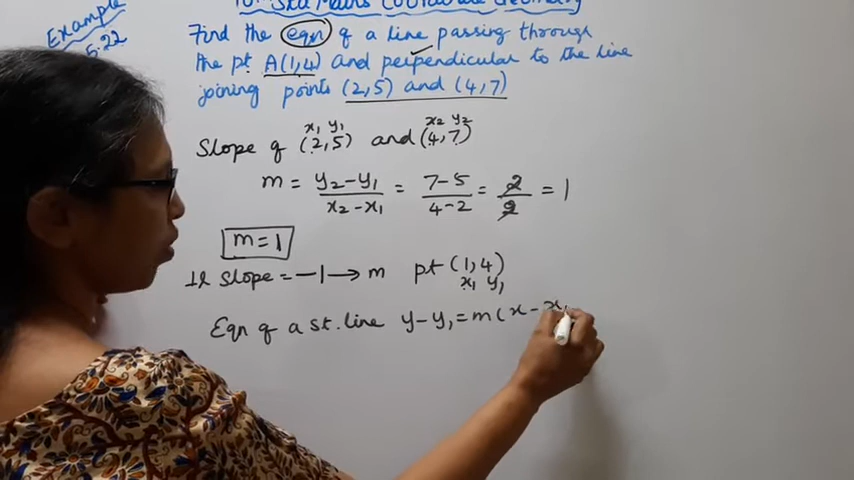 Example
5.22
10th Std Maths Coordinate Geometry
Find the eqn of a line passing through
the pt A(1,4) and perpendicular to the line
joining points (2,5) and (4,7)
x₁ y₁ x₂ y₂
Slope of (2,5) and (4,7)
m = y₂-y₁/x₂-x₁ = 7-5/4-2 = 2/2 = 1
m=1
⊥r slope = -1 → m pt (1,4)
x₁ y₁
Eqn of a st. line y-y₁=m(x-x₁